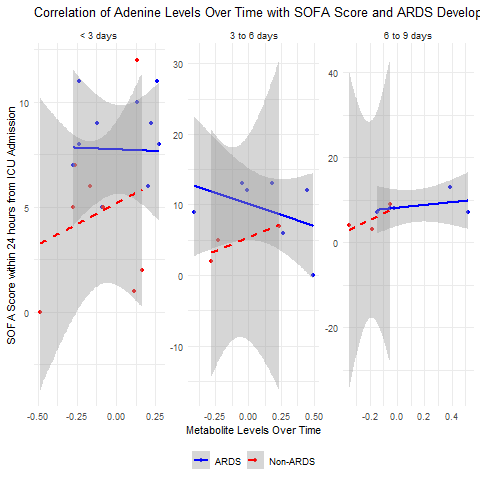 Correlation of Adenine Levels Over Time with SOFA Score and ARDS Develop
< 3 days
3 to 6 days
6 to 9 days
SOFA Score within 24 hours from ICU Admission
10
5
0
30
20
10
0
-10
40
20
0
-20
-0.50 -0.25 0.00 0.25
-0.25 0.00 0.25 0.50
-0.2 0.0 0.2 0.4
Metabolite Levels Over Time
ARDS Non-ARDS